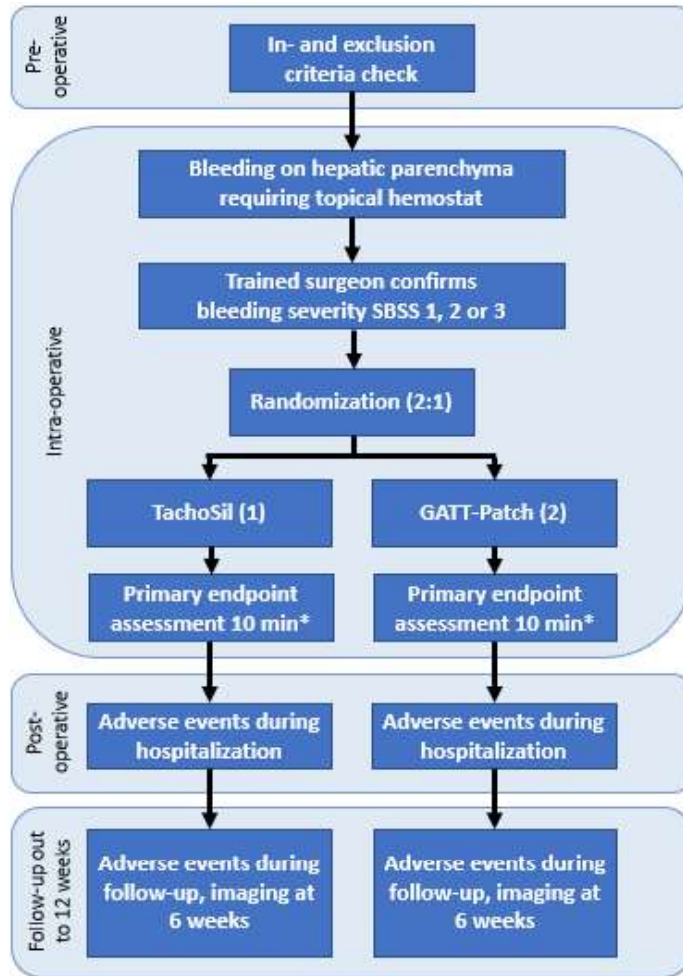 Pre-
operative
In- and exclusion
criteria check
Intra-operative
Bleeding on hepatic parenchyma
requiring topical hemostat
Trained surgeon confirms
bleeding severity SBSS 1, 2 or 3
Randomization (2:1)
TachoSil (1)
GATT-Patch (2)
Primary endpoint
assessment 10 min*
Primary endpoint
assessment 10 min*
Post-
operative
Adverse events during
hospitalization
Adverse events during
hospitalization
Follow-up out
to 12 weeks
Adverse events during
follow-up, imaging at
6 weeks
Adverse events during
follow-up, imaging at
6 weeks